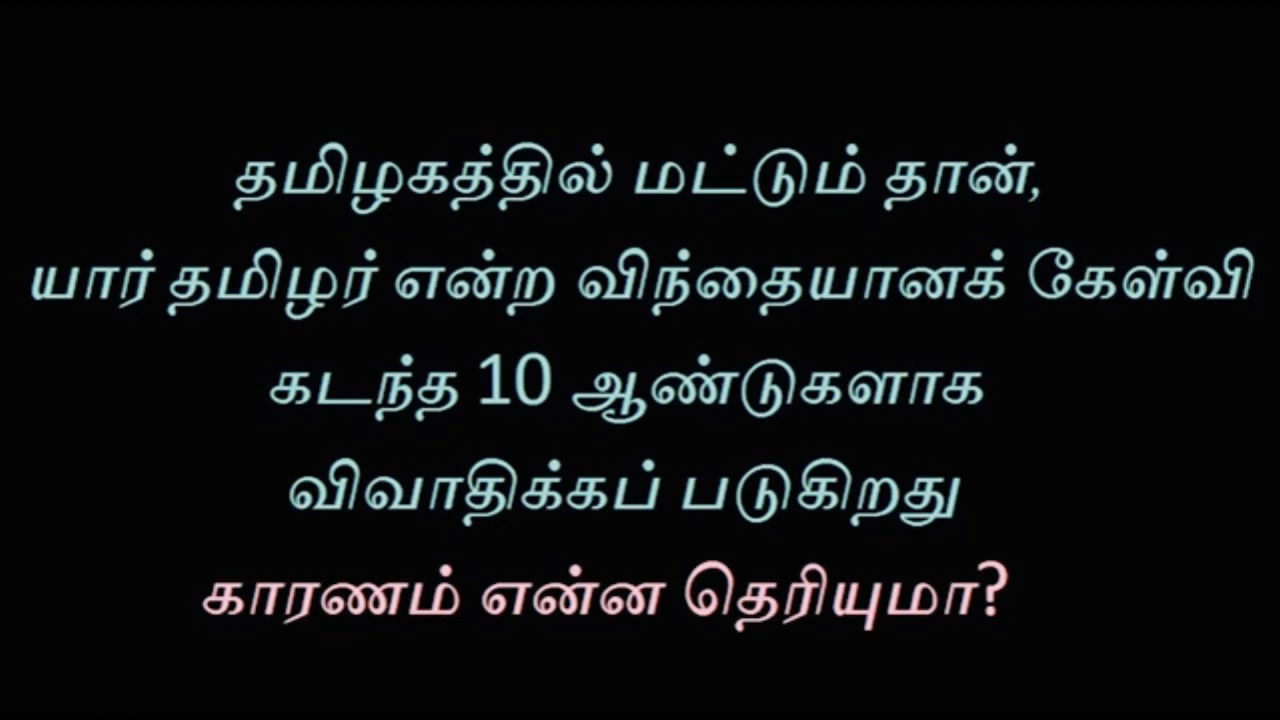 தமிழகத்தில் மட்டும் தான்,
யார் தமிழர் என்ற விந்தையானக் கேள்வி
கடந்த 10 ஆண்டுகளாக
விவாதிக்கப் படுகிறது
காரணம் என்ன தெரியுமா?